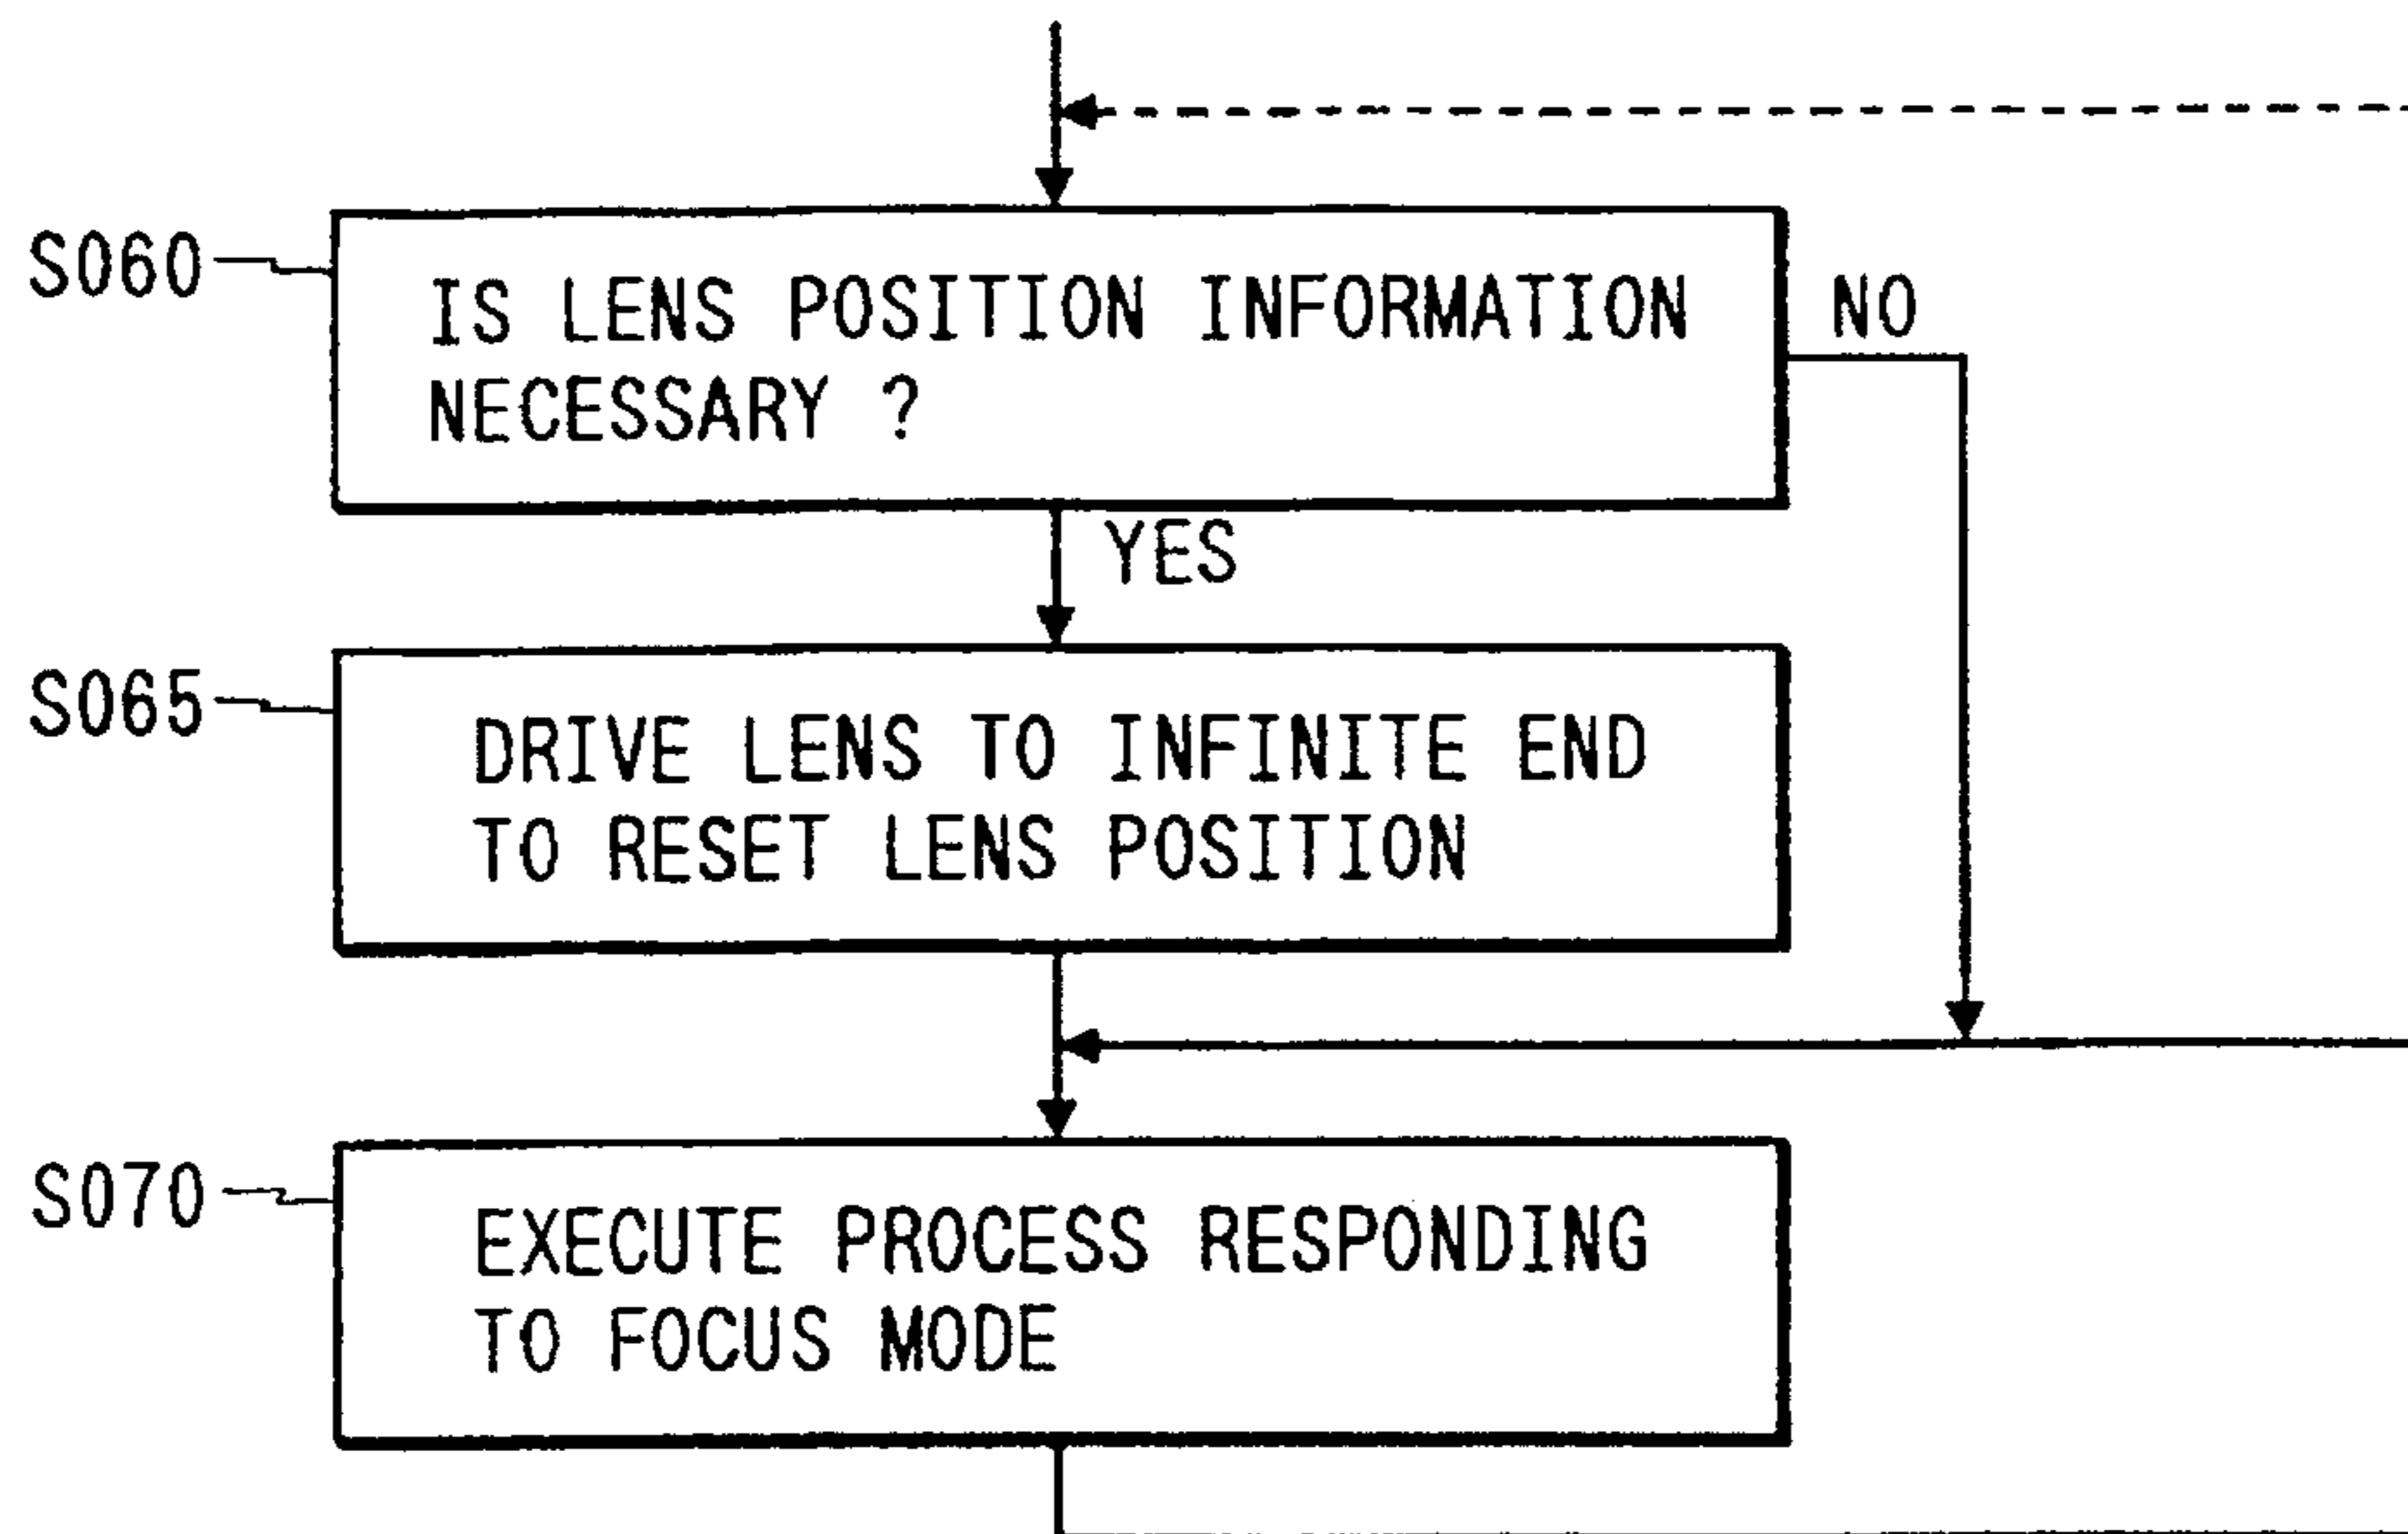 S060
IS LENS POSITION INFORMATION
NECESSARY ?
NO
YES
S065
DRIVE LENS TO INFINITE END
TO RESET LENS POSITION
S070
EXECUTE PROCESS RESPONDING
TO FOCUS MODE